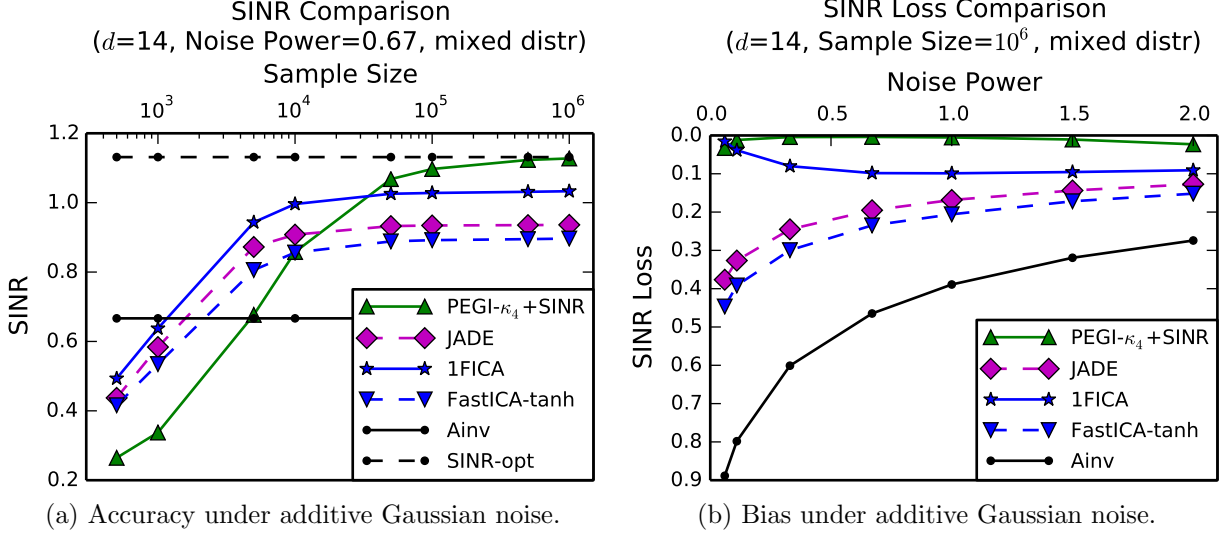 SINR Comparison
(d=14, Noise Power=0.67, mixed distr)
Sample Size
10³ 10⁴ 10⁵ 10⁶
1.2
1.0
0.8
0.6
0.4
0.2
SINR
PEGI-κ₄+SINR
JADE
1FICA
FastICA-tanh
Ainv
SINR-opt
(a) Accuracy under additive Gaussian noise.
SINR Loss Comparison
(d=14, Sample Size=10⁶, mixed distr)
Noise Power
0.0 0.5 1.0 1.5 2.0
0.0
0.1
0.2
0.3
0.4
0.5
0.6
0.7
0.8
0.9
SINR Loss
PEGI-κ₄+SINR
JADE
1FICA
FastICA-tanh
Ainv
(b) Bias under additive Gaussian noise.